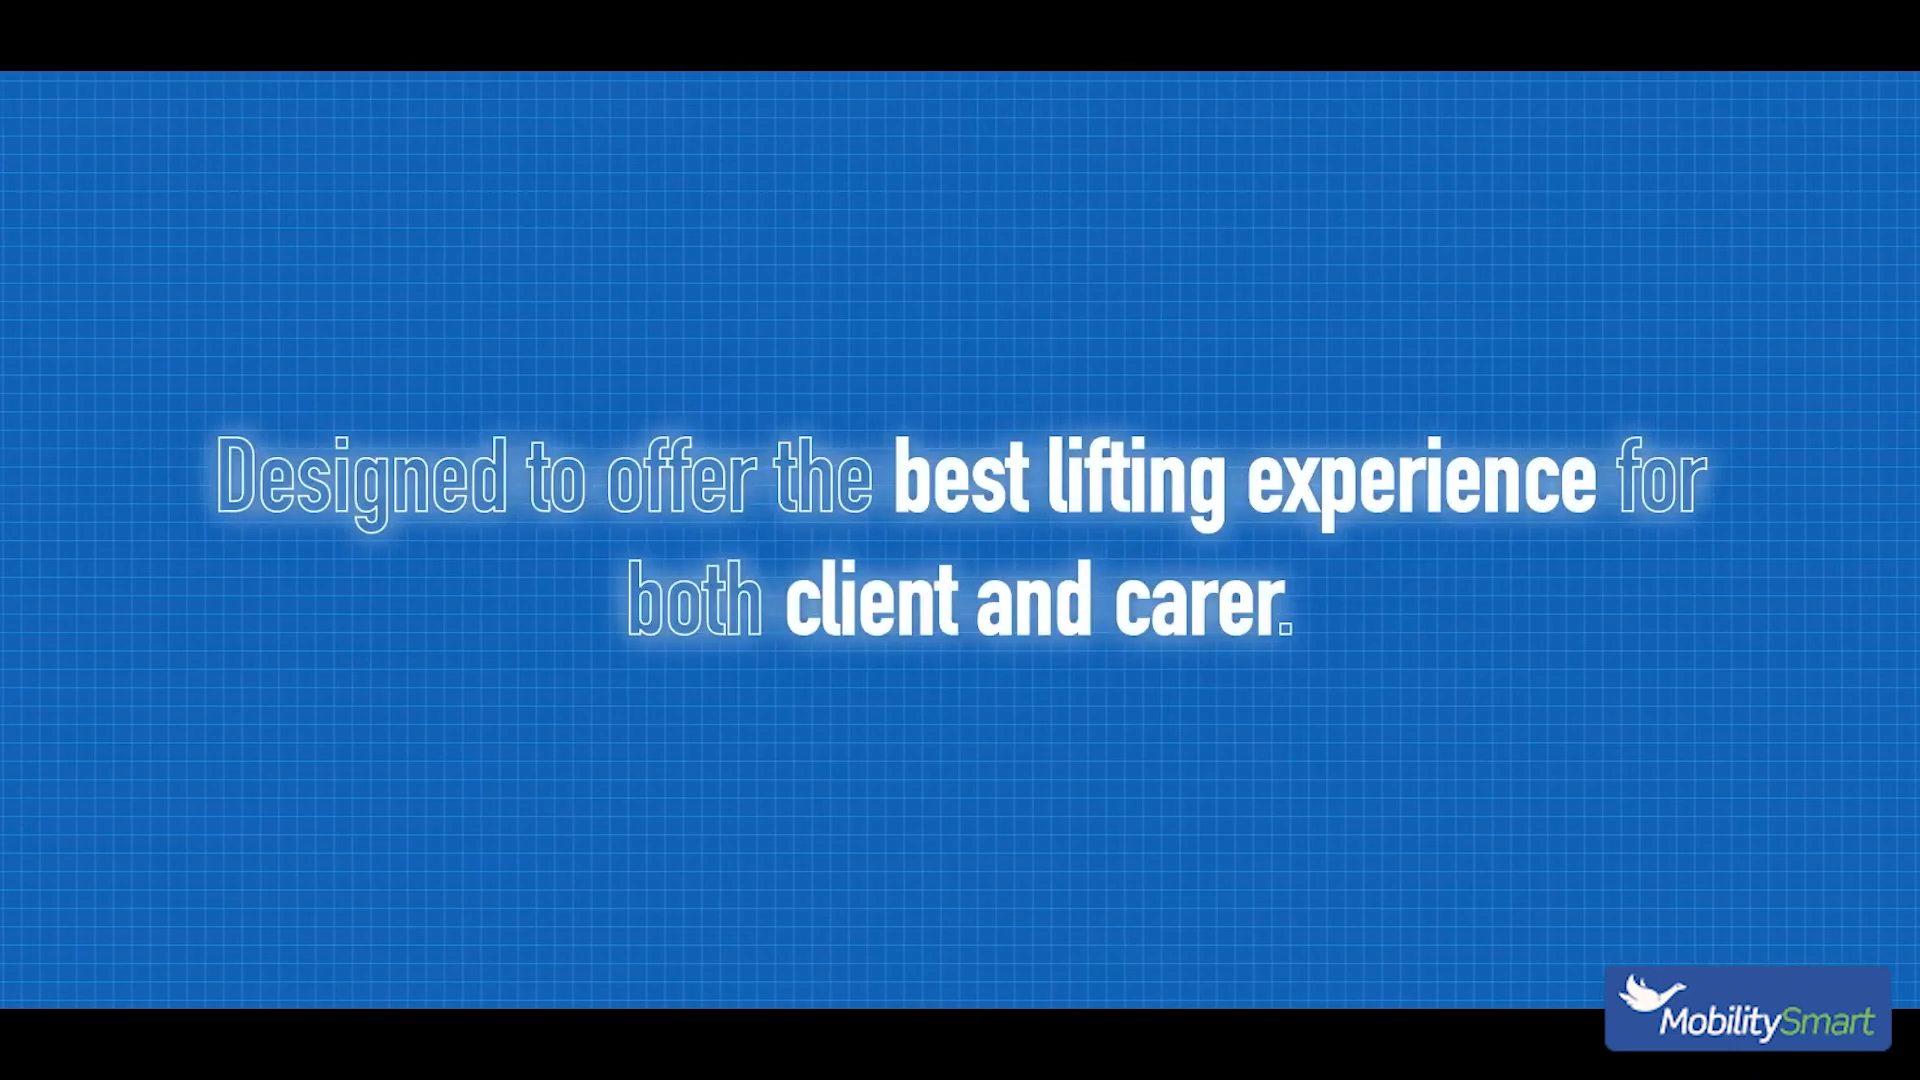 Designed to offer the best lifting experience for
both client and carer.
MobilitySmart